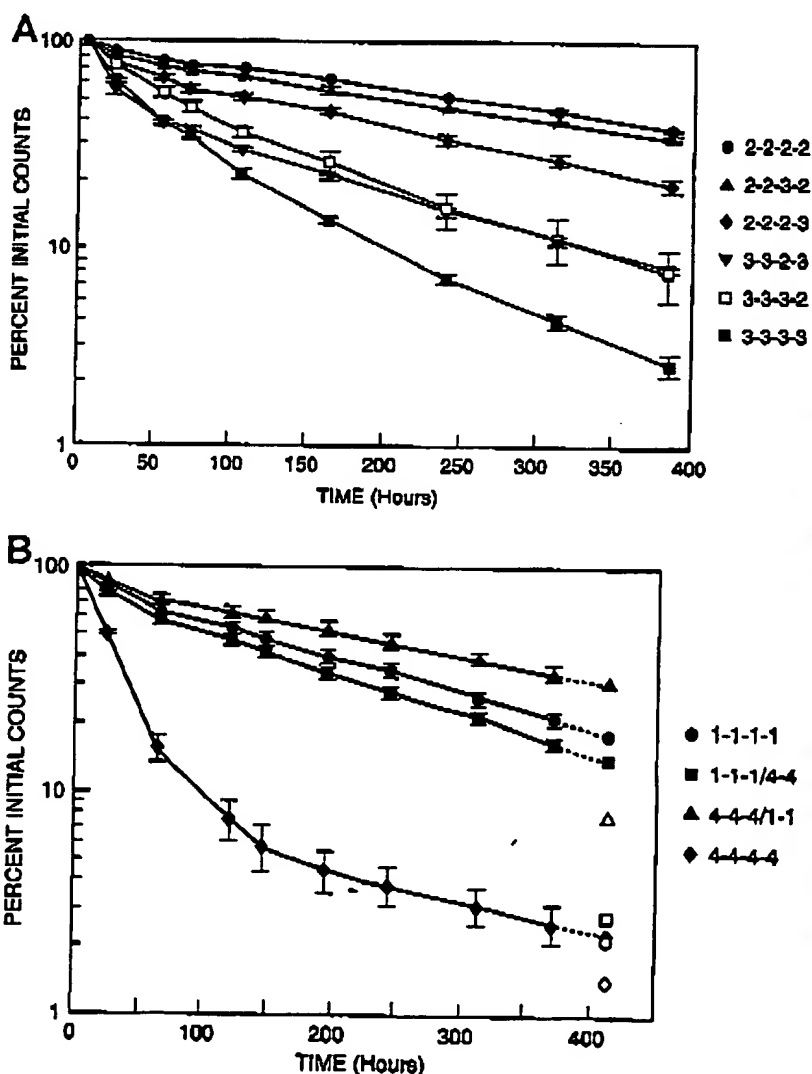 A
100
10
1
PERCENT INITIAL COUNTS
0 50 100 150 200 250 300 350 400
TIME (Hours)
2-2-2-2
2-2-3-2
2-2-2-3
3-3-2-3
3-3-3-2
3-3-3-3
B
100
10
1
PERCENT INITIAL COUNTS
0 100 200 300 400
TIME (Hours)
1-1-1-1
1-1-1/4-4
4-4-4/1-1
4-4-4-4